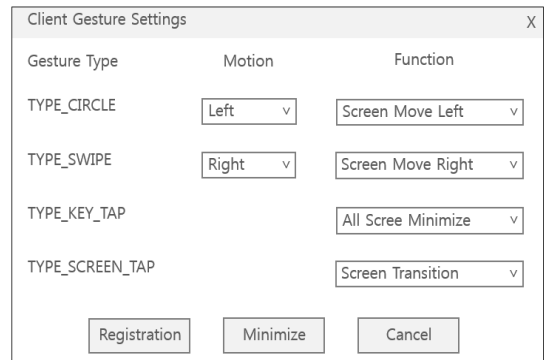 Client Gesture Settings X
Gesture Type Motion Function
TYPE_CIRCLE Left v Screen Move Left v
TYPE_SWIPE Right v Screen Move Right v
TYPE_KEY_TAP All Scree Minimize v
TYPE_SCREEN_TAP Screen Transition v
Registration Minimize Cancel